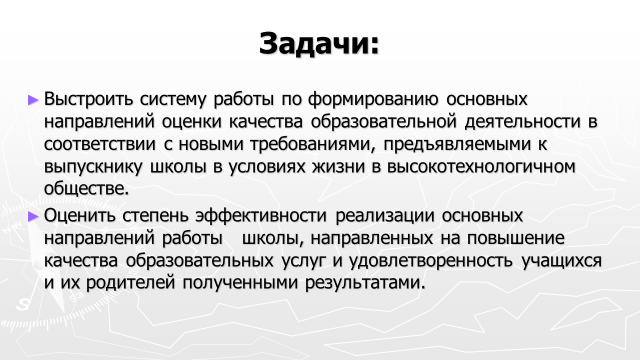 Задачи:
Выстроить систему работы по формированию основных
направлений оценки качества образовательной деятельности в
соответствии с новыми требованиями, предъявляемыми к
выпускнику школы в условиях жизни в высокотехнологичном
обществе.
Оценить степень эффективности реализации основных
направлений работы школы, направленных на повышение
качества образовательных услуг и удовлетворенность учащихся
и их родителей полученными результатами.
S